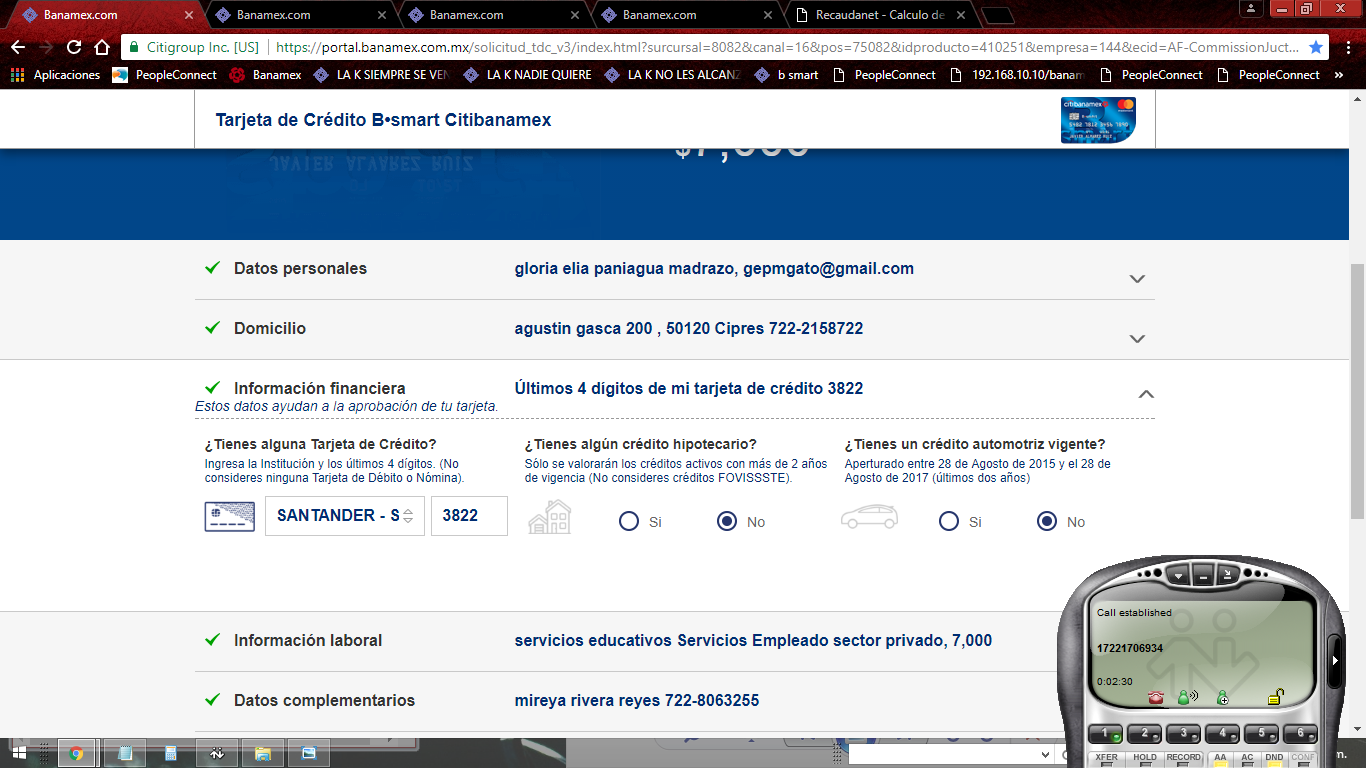 Banamex.com
Banamex.com
Banamex.com
Banamex.com
Recaudanet - Calculo de
Citigroup Inc. [US]
https://portal.banamex.com.mx/solicitud_tdc_v3/index.html?surcursal=8082&canal=16&pos=75082&idproducto=410251&empresa=144&ecid=AF-CommissionJuct...
Aplicaciones
PeopleConnect
Banamex
LA K SIEMPRE SE VEN
LA K NADIE QUIERE
LA K NO LES ALCANZ
b smart
PeopleConnect
192.168.10.10/banam
PeopleConnect
PeopleConnect
»
Tarjeta de Crédito B•smart Citibanamex
citibanamex
JAVIER ALVAREZ RUIZ
Datos personales
gloria elia paniagua madrazo, gepmgato@gmail.com
Domicilio
agustin gasca 200 , 50120 Cipres 722-2158722
Información financiera
Últimos 4 dígitos de mi tarjeta de crédito 3822
Estos datos ayudan a la aprobación de tu tarjeta.
¿Tienes alguna Tarjeta de Crédito?
Ingresa la Institución y los últimos 4 dígitos. (No
consideres ninguna Tarjeta de Débito o Nómina).
SANTANDER - S
3822
¿Tienes algún crédito hipotecario?
Sólo se valorarán los créditos activos con más de 2 años
de vigencia (No consideres créditos FOVISSSTE).
Si
No
¿Tienes un crédito automotriz vigente?
Aperturado entre 28 de Agosto de 2015 y el 28 de
Agosto de 2017 (últimos dos años)
Si
No
Información laboral
servicios educativos Servicios Empleado sector privado, 7,000
Datos complementarios
mireya rivera reyes 722-8063255
Call established
17221706934
0:02:30
1
2
3
4
5
6
XFER
HOLD
RECORD
AA
AC
DND
CONF
m.